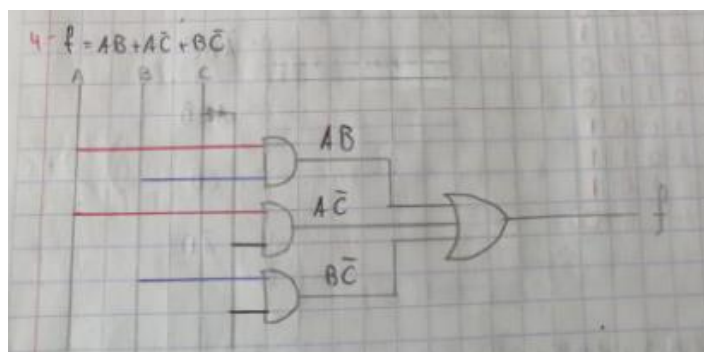 4- f = AB + AC̄ + BC̄
A B C
AB
AC̄
f
BC̄